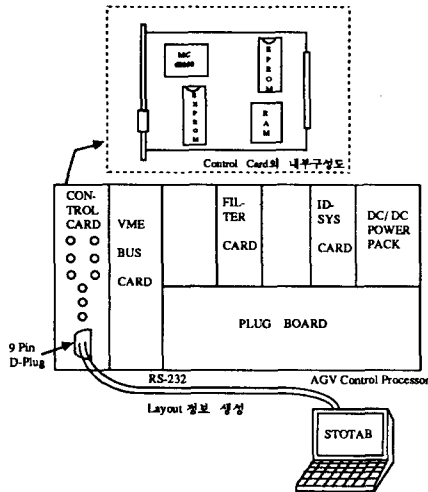 MC
EPROM
EPROM
RAM
Control Card의 내부구성도
CON-
TROL
CARD
VME
BUS
CARD
FIL-
TER
CARD
ID-
SYS
CARD
DC/DC
POWER
PACK
PLUG BOARD
9 Pin
D-Plug
RS-232
AGV Control Processor
Layout 정보 생성
STOTAB